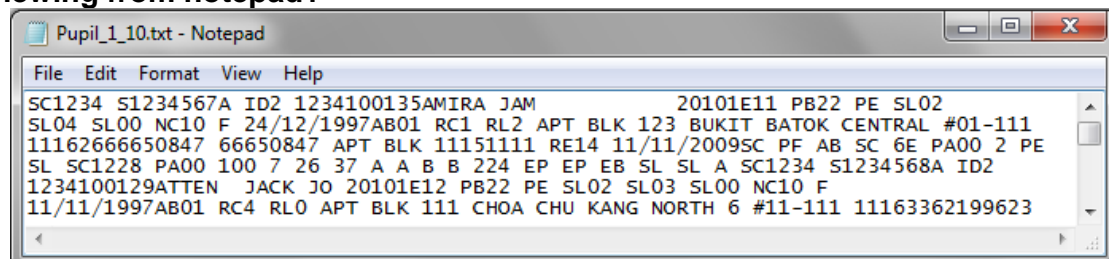 lowing from notepad?
Pupil_1_10.txt - Notepad
File Edit Format View Help
SC1234 S1234567A ID2 1234100135AMIRA JAM 20101E11 PB22 PE SL02
SL04 SL00 NC10 F 24/12/1997AB01 RC1 RL2 APT BLK 123 BUKIT BATOK CENTRAL #01-111
11162666650847 66650847 APT BLK 11151111 RE14 11/11/2009SC PF AB SC 6E PA00 2 PE
SL SC1228 PA00 100 7 26 37 A A B B 224 EP EP EB SL SL A SC1234 S1234568A ID2
1234100129ATTEN JACK JO 20101E12 PB22 PE SL02 SL03 SL00 NC10 F
11/11/1997AB01 RC4 RL0 APT BLK 111 CHOA CHU KANG NORTH 6 #11-111 11163362199623